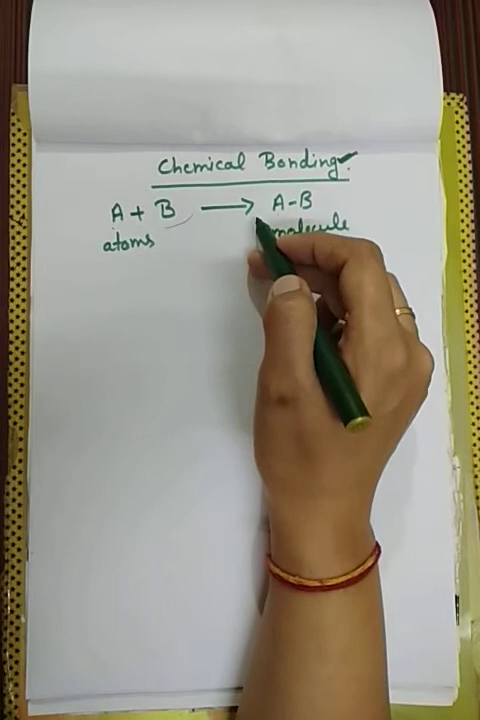 Chemical Bonding:
A + B → A-B
atoms molecule